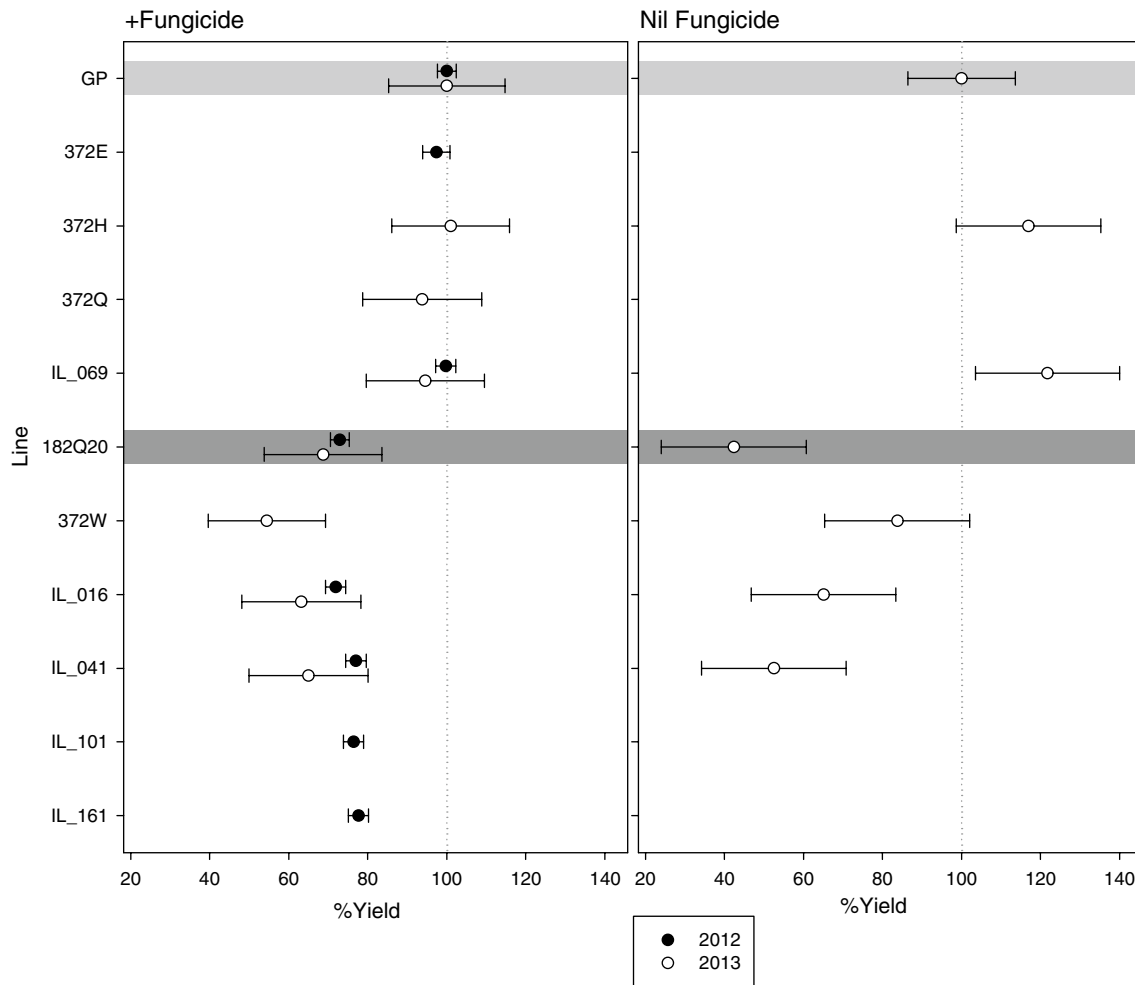 +Fungicide
Nil Fungicide
GP
372E
372H
372Q
IL_069
182Q20
372W
IL_016
IL_041
IL_101
IL_161
Line
20 40 60 80 100 120 140
20 40 60 80 100 120 140
%Yield
%Yield
2012
2013